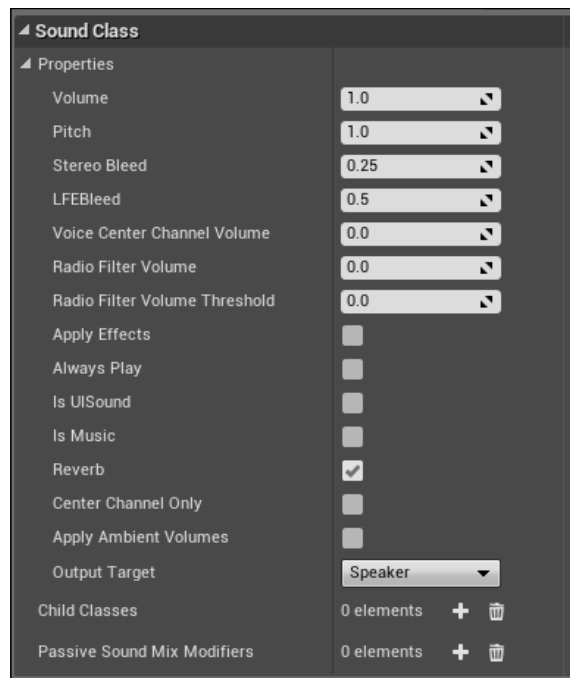 Sound Class
Properties
Volume 1.0
Pitch 1.0
Stereo Bleed 0.25
LFEBleed 0.5
Voice Center Channel Volume 0.0
Radio Filter Volume 0.0
Radio Filter Volume Threshold 0.0
Apply Effects
Always Play
Is UISound
Is Music
Reverb
Center Channel Only
Apply Ambient Volumes
Output Target Speaker
Child Classes 0 elements
Passive Sound Mix Modifiers 0 elements